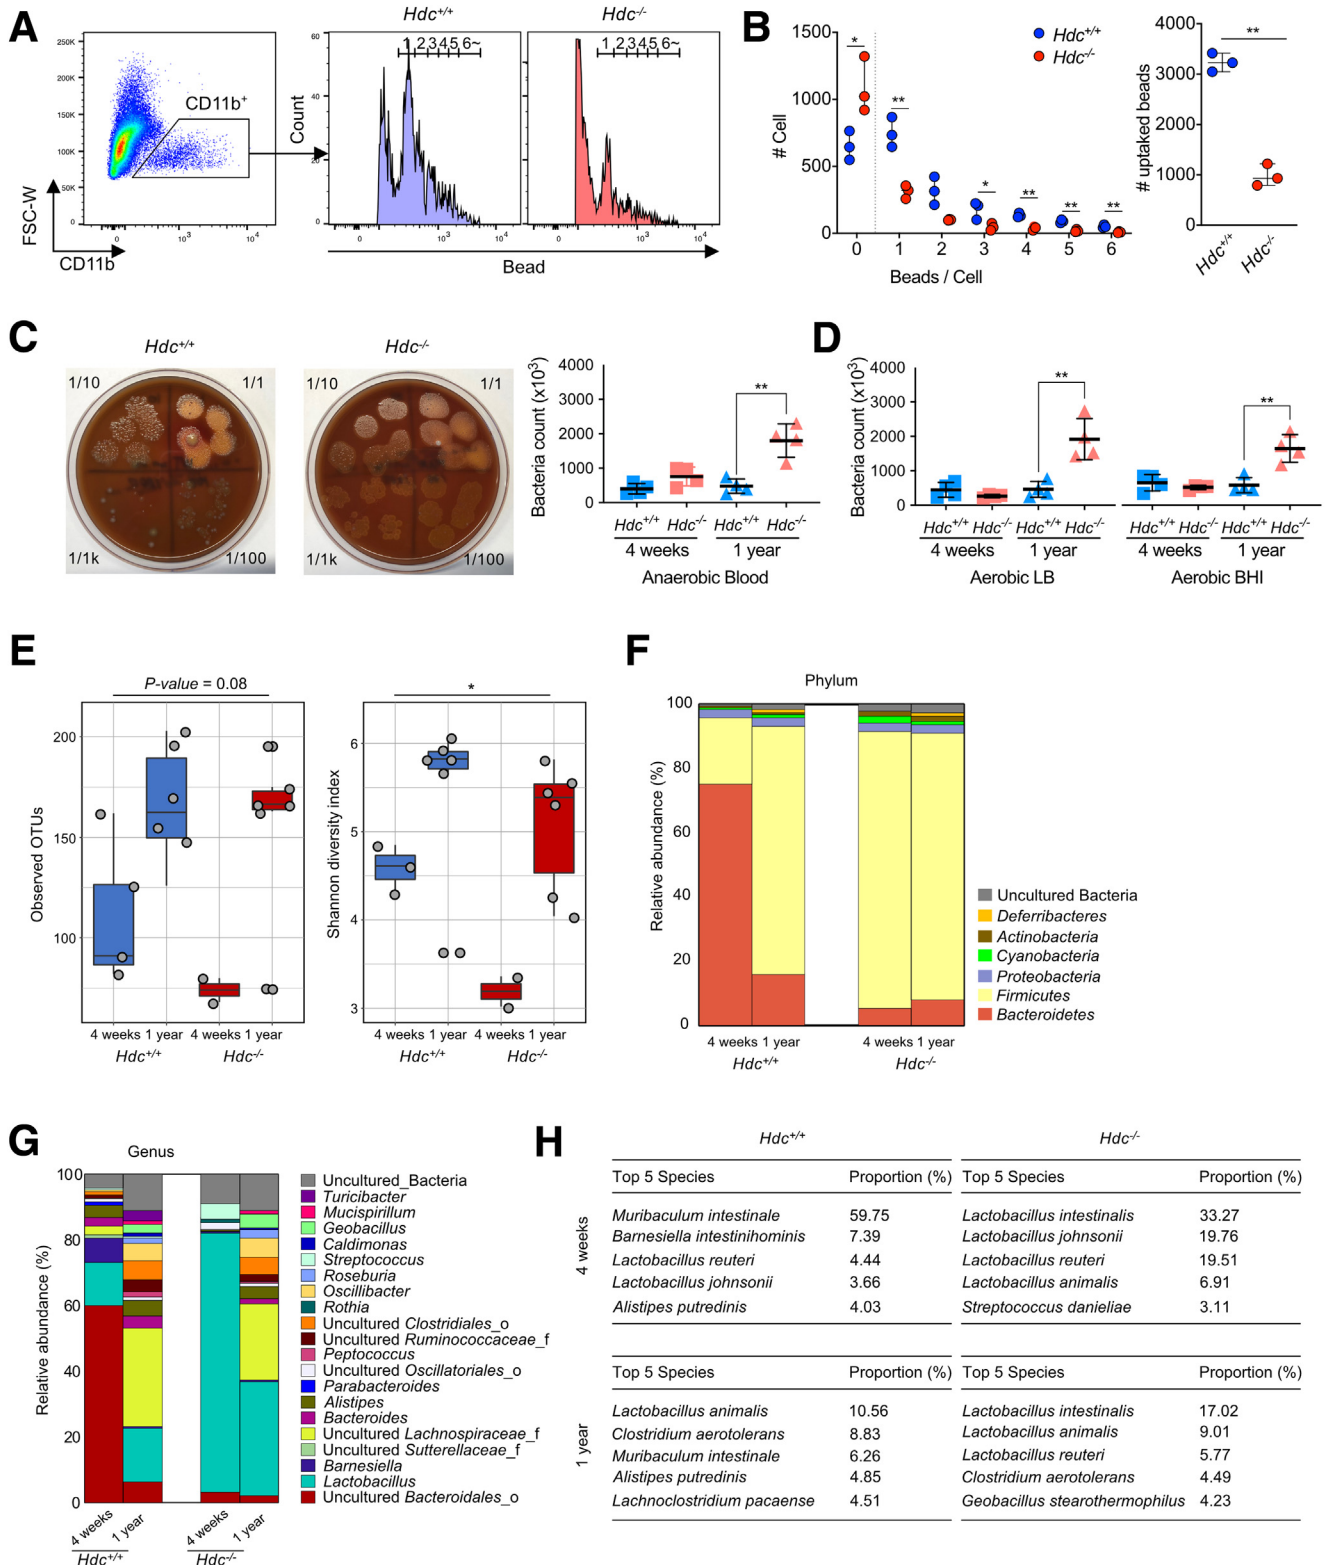 A
Hdc+/+
Hdc-/-
250K
200K
150K
100K
50K
0
CD11b+
FSC-W
0
10³
10⁴
CD11b
Count
60
40
20
0
1 2 3 4 5 6~
1 2 3 4 5 6~
0
10³
10⁴
0
10³
10⁴
Bead
B
1500
1000
500
0
# Cell
*
**
*
**
**
**
Hdc+/+
Hdc-/-
0 1 2 3 4 5 6
Beads / Cell
4000
3000
2000
1000
0
# uptaked beads
**
Hdc+/+
Hdc-/-
C
Hdc+/+
Hdc-/-
1/10
1/1
1/1k
1/100
1/10
1/1
1/1k
1/100
Bacteria count (x10³)
4000
3000
2000
1000
0
**
Hdc+/+ Hdc-/- Hdc+/+ Hdc-/-
4 weeks 1 year
Anaerobic Blood
D
Bacteria count (x10³)
4000
3000
2000
1000
0
**
**
Hdc+/+ Hdc-/- Hdc+/+ Hdc-/-
Hdc+/+ Hdc-/- Hdc+/+ Hdc-/-
4 weeks 1 year
4 weeks 1 year
Aerobic LB
Aerobic BHI
E
P-value = 0.08
Observed OTUs
200
150
100
4 weeks 1 year 4 weeks 1 year
Hdc+/+ Hdc-/-
*
Shannon diversity index
6
5
4
3
4 weeks 1 year 4 weeks 1 year
Hdc+/+ Hdc-/-
F
Phylum
Relative abundance (%)
100
80
60
40
20
0
4 weeks 1 year 4 weeks 1 year
Hdc+/+ Hdc-/-
Uncultured Bacteria
Deferribacteres
Actinobacteria
Cyanobacteria
Proteobacteria
Firmicutes
Bacteroidetes
G
Genus
Relative abundance (%)
100
80
60
40
20
0
4 weeks 1 year 4 weeks 1 year
Hdc+/+ Hdc-/-
Uncultured_Bacteria
Turicibacter
Mucispirillum
Geobacillus
Caldimonas
Streptococcus
Roseburia
Oscillibacter
Rothia
Uncultured Clostridiales_o
Uncultured Ruminococcaceae_f
Peptococcus
Uncultured Oscillatoriales_o
Parabacteroides
Alistipes
Bacteroides
Uncultured Lachnospiraceae_f
Uncultured Sutterellaceae_f
Barnesiella
Lactobacillus
Uncultured Bacteroidales_o
H
Hdc+/+ Hdc-/-
Top 5 Species Proportion (%) Top 5 Species Proportion (%)
4 weeks
Muribaculum intestinale 59.75 Lactobacillus intestinalis 33.27
Barnesiella intestinihominis 7.39 Lactobacillus johnsonii 19.76
Lactobacillus reuteri 4.44 Lactobacillus reuteri 19.51
Lactobacillus johnsonii 3.66 Lactobacillus animalis 6.91
Alistipes putredinis 4.03 Streptococcus danieliae 3.11
Top 5 Species Proportion (%) Top 5 Species Proportion (%)
1 year
Lactobacillus animalis 10.56 Lactobacillus intestinalis 17.02
Clostridium aerotolerans 8.83 Lactobacillus animalis 9.01
Muribaculum intestinale 6.26 Lactobacillus reuteri 5.77
Alistipes putredinis 4.85 Clostridium aerotolerans 4.49
Lachnoclostridium pacaense 4.51 Geobacillus stearothermophilus 4.23